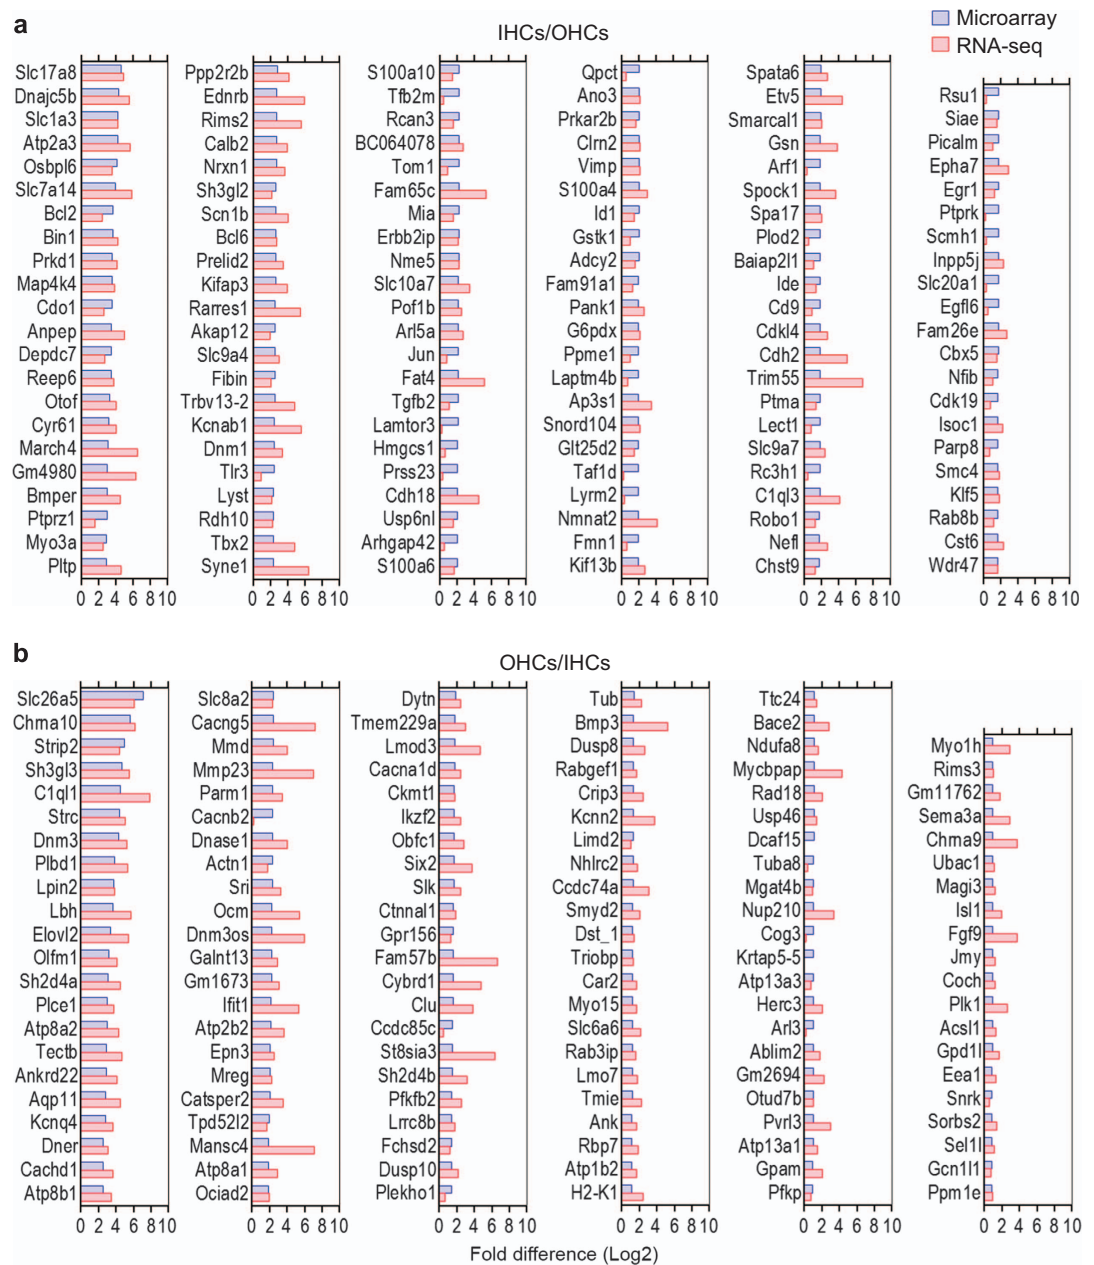 a
IHCs/OHCs
Microarray
RNA-seq
Slc17a8
Dnajc5b
Slc1a3
Atp2a3
Osbpl6
Slc7a14
Bcl2
Bin1
Prkd1
Map4k4
Cdo1
Anpep
Depdc7
Reep6
Otof
Cyr61
March4
Gm4980
Bmper
Ptprz1
Myo3a
Pltp
0 2 4 6 8 10
Ppp2r2b
Ednrb
Rims2
Calb2
Nrxn1
Sh3gl2
Scn1b
Bcl6
Prelid2
Kifap3
Rarres1
Akap12
Slc9a4
Fibin
Trbv13-2
Kcnab1
Dnm1
Tlr3
Lyst
Rdh10
Tbx2
Syne1
0 2 4 6 8 10
S100a10
Tfb2m
Rcan3
BC064078
Tom1
Fam65c
Mia
Erbb2ip
Nme5
Slc10a7
Pof1b
Arl5a
Jun
Fat4
Tgfb2
Lamtor3
Hmgcs1
Prss23
Cdh18
Usp6nl
Arhgap42
S100a6
0 2 4 6 8 10
Qpct
Ano3
Prkar2b
Clrn2
Vimp
S100a4
Id1
Gstk1
Adcy2
Fam91a1
Pank1
G6pdx
Ppme1
Laptm4b
Ap3s1
Snord104
Glt25d2
Taf1d
Lyrm2
Nmnat2
Fmn1
Kif13b
0 2 4 6 8 10
Spata6
Etv5
Smarcal1
Gsn
Arf1
Spock1
Spa17
Plod2
Baiap2l1
Ide
Cd9
Cdkl4
Cdh2
Trim55
Ptma
Lect1
Slc9a7
Rc3h1
C1ql3
Robo1
Nefl
Chst9
0 2 4 6 8 10
Rsu1
Siae
Picalm
Epha7
Egr1
Ptprk
Scmh1
Inpp5j
Slc20a1
Egfl6
Fam26e
Cbx5
Nfib
Cdk19
Isoc1
Parp8
Smc4
Klf5
Rab8b
Cst6
Wdr47
0 2 4 6 8 10
b
OHCs/IHCs
Slc26a5
Chrna10
Strip2
Sh3gl3
C1ql1
Strc
Dnm3
Plbd1
Lpin2
Lbh
Elovl2
Olfm1
Sh2d4a
Plce1
Atp8a2
Tectb
Ankrd22
Aqp11
Kcnq4
Dner
Cachd1
Atp8b1
0 2 4 6 8 10
Slc8a2
Cacng5
Mmd
Mmp23
Parm1
Cacnb2
Dnase1
Actn1
Sri
Ocm
Dnm3os
Galnt13
Gm1673
Ifit1
Atp2b2
Epn3
Mreg
Catsper2
Tpd52l2
Mansc4
Atp8a1
Ociad2
0 2 4 6 8 10
Dytn
Tmem229a
Lmod3
Cacna1d
Ckmt1
Ikzf2
Obfc1
Six2
Slk
Ctnnal1
Gpr156
Fam57b
Cybrd1
Clu
Ccdc85c
St8sia3
Sh2d4b
Pfkfb2
Lrrc8b
Fchsd2
Dusp10
Plekho1
0 2 4 6 8 10
Tub
Bmp3
Dusp8
Rabgef1
Crip3
Kcnn2
Limd2
Nhlrc2
Ccdc74a
Smyd2
Dst_1
Triobp
Car2
Myo15
Slc6a6
Rab3ip
Lmo7
Tmie
Ank
Rbp7
Atp1b2
H2-K1
0 2 4 6 8 10
Ttc24
Bace2
Ndufa8
Mycbpap
Rad18
Usp46
Dcaf15
Tuba8
Mgat4b
Nup210
Cog3
Krtap5-5
Atp13a3
Herc3
Arl3
Ablim2
Gm2694
Otud7b
Pvrl3
Atp13a1
Gpam
Pfkp
0 2 4 6 8 10
Myo1h
Rims3
Gm11762
Sema3a
Chrna9
Ubac1
Magi3
Isl1
Fgf9
Jmy
Coch
Plk1
Acsl1
Gpd1l
Eea1
Snrk
Sorbs2
Sel1l
Gcn1l1
Ppm1e
0 2 4 6 8 10
Fold difference (Log2)